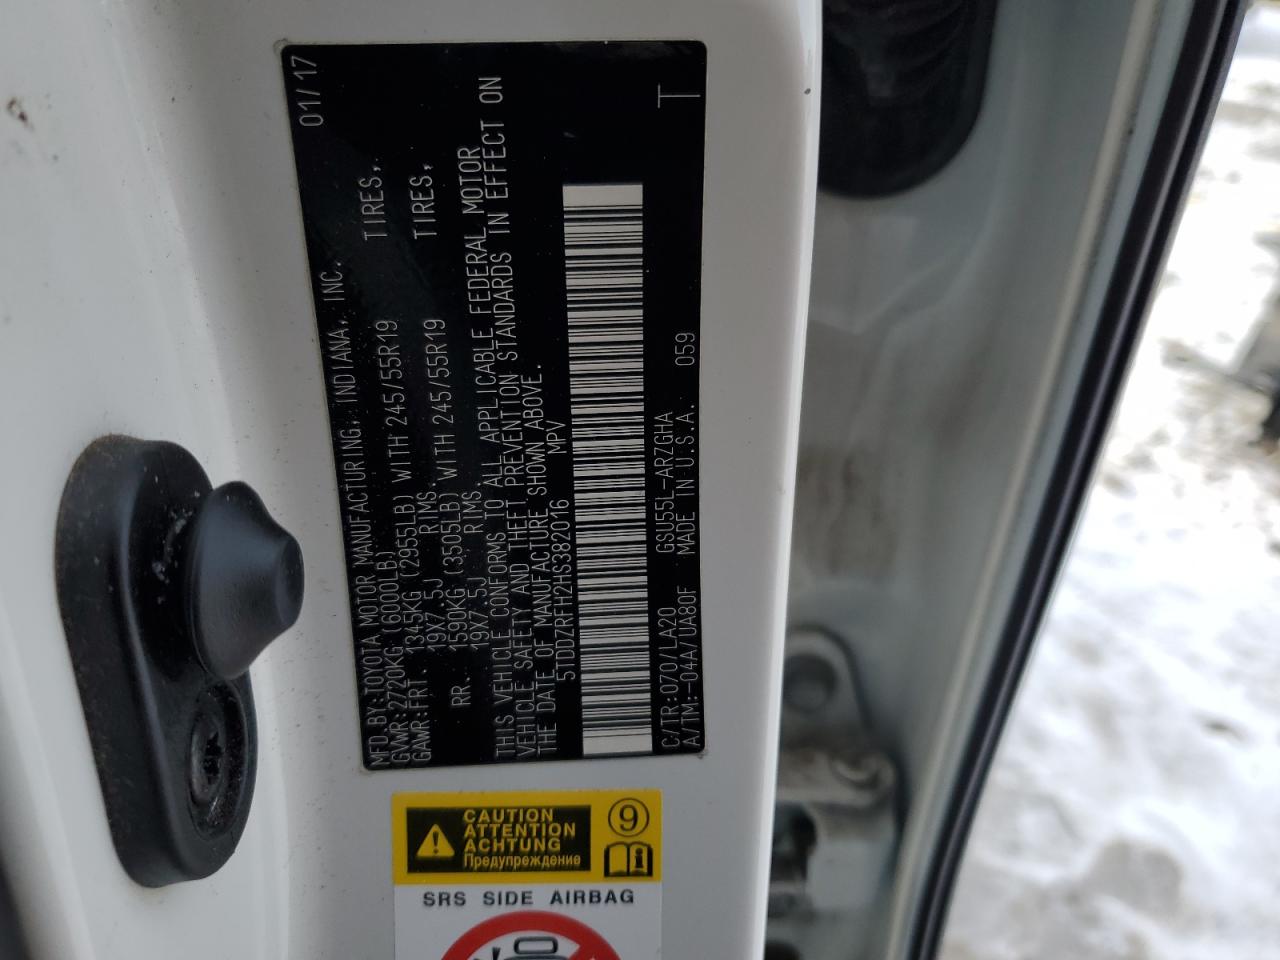 MFD. BY: TOYOTA MOTOR MANUFACTURING, INDIANA, INC. 01/17
GVWR: 2720KG (6000LB)
GAWR: FRT. 1345KG (2955LB) WITH 245/55R19 TIRES,
19X7.5J RIMS
RR. 1590KG (3505LB) WITH 245/55R19 TIRES,
19X7.5J RIMS
THIS VEHICLE CONFORMS TO ALL APPLICABLE FEDERAL MOTOR
VEHICLE SAFETY AND THEFT PREVENTION STANDARDS IN EFFECT ON
THE DATE OF MANUFACTURE SHOWN ABOVE.
5TDDZRFH2HS382016 MPV
C/TR: 070/LA20 GSU55L-ARZGHA
A/TM: -04A/UA80F MADE IN U.S.A. 059 T
CAUTION
ATTENTION
ACHTUNG
Предупреждение
9
i
SRS SIDE AIRBAG